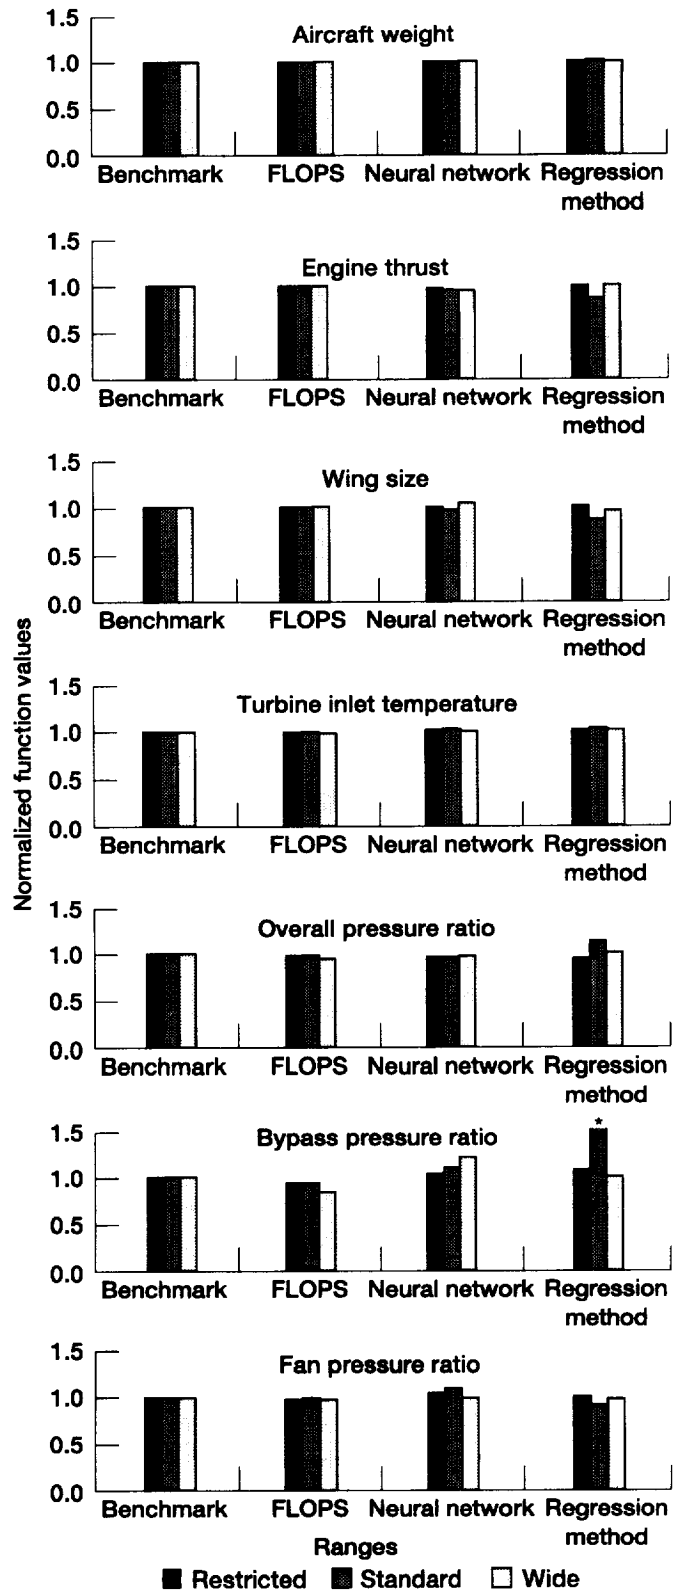 1.5
Aircraft weight
1.0
0.5
0.0
Benchmark FLOPS Neural network Regression
method
1.5
Engine thrust
1.0
0.5
0.0
Benchmark FLOPS Neural network Regression
method
1.5
Wing size
1.0
0.5
0.0
Benchmark FLOPS Neural network Regression
method
Normalized function values
1.5
Turbine inlet temperature
1.0
0.5
0.0
Benchmark FLOPS Neural network Regression
method
1.5
Overall pressure ratio
1.0
0.5
0.0
Benchmark FLOPS Neural network Regression
method
*
1.5
Bypass pressure ratio
1.0
0.5
0.0
Benchmark FLOPS Neural network Regression
method
1.5
Fan pressure ratio
1.0
0.5
0.0
Benchmark FLOPS Neural network Regression
method
Ranges
Restricted Standard Wide